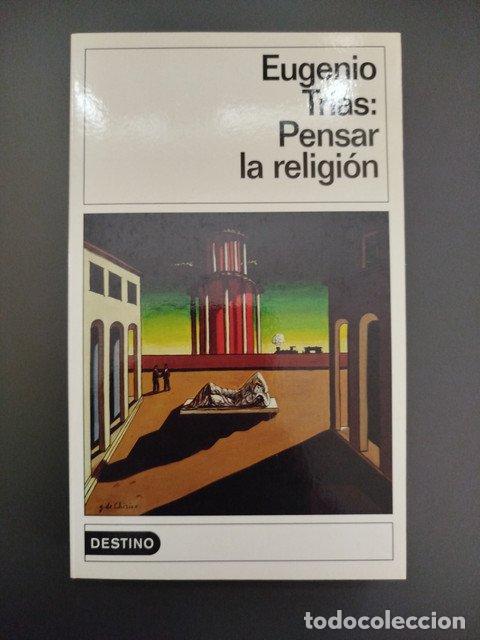 Eugenio
Trías:
Pensar
la religión
g. de Chirico
DESTINO
todocoleccion